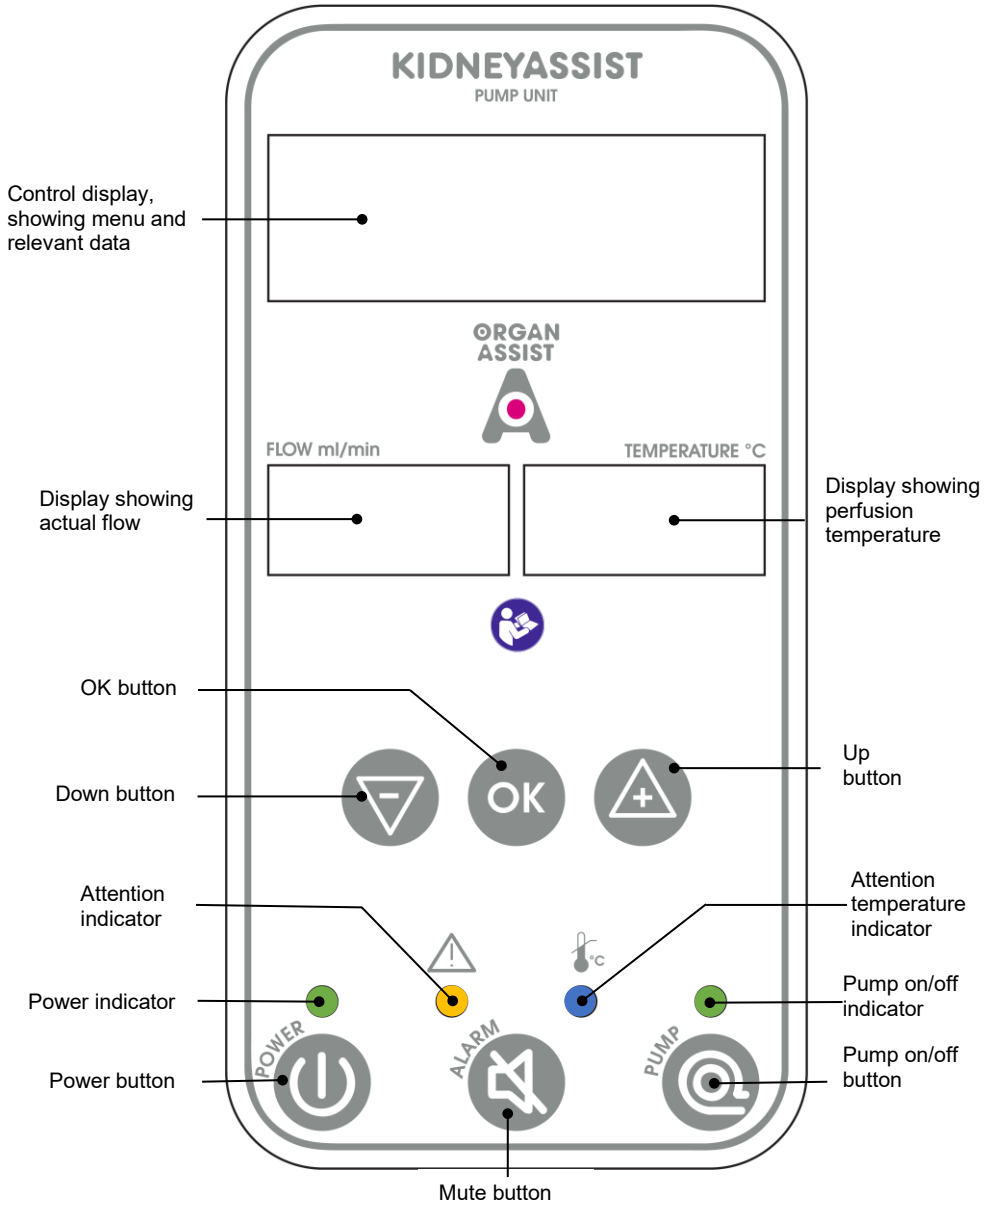 KIDNEYASSIST
PUMP UNIT
Control display,
showing menu and
relevant data
ORGAN
ASSIST
FLOW ml/min
TEMPERATURE °C
Display showing
actual flow
Display showing
perfusion
temperature
OK button
Up
button
Down button
-
OK
+
Attention
indicator
Attention
temperature
indicator
!
°C
Power indicator
Pump on/off
indicator
POWER
ALARM
PUMP
Power button
Pump on/off
button
Mute button